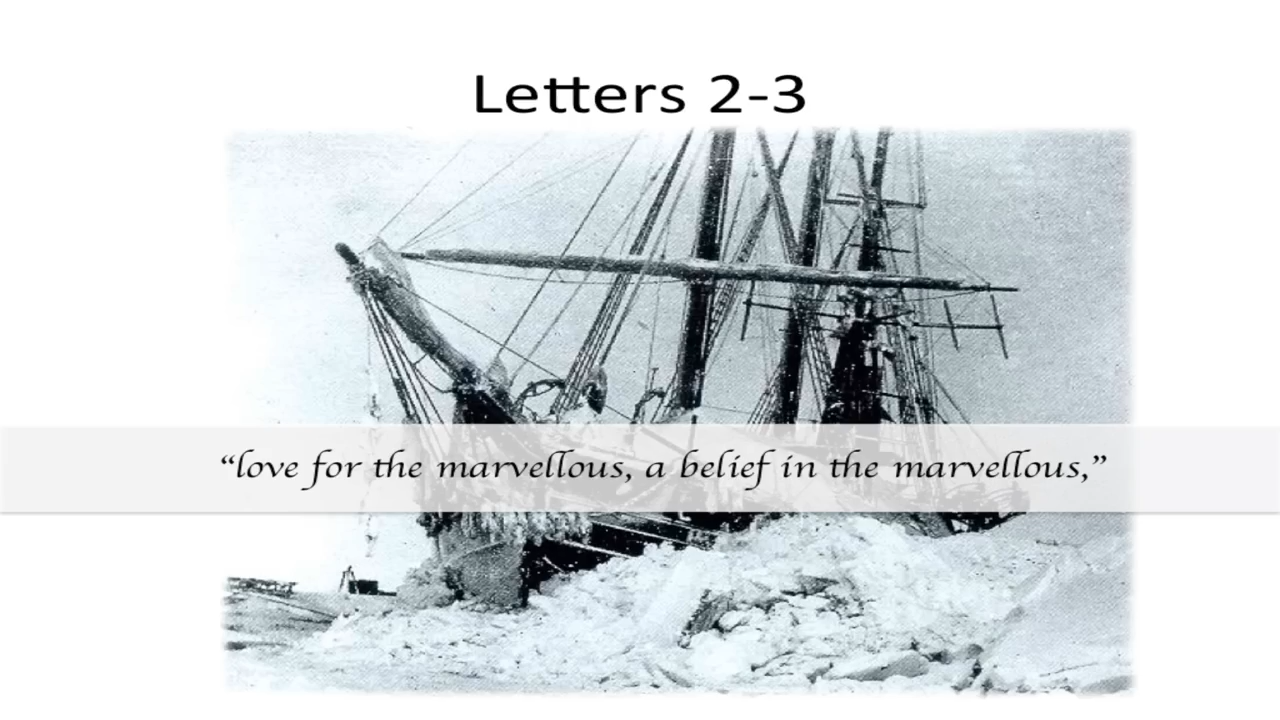 Letters 2-3
“love for the marvellous, a belief in the marvellous,”